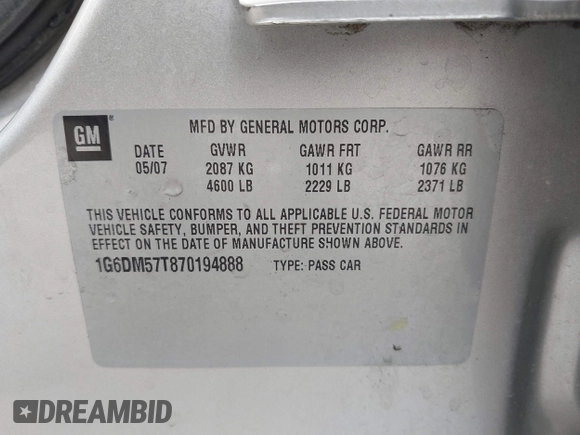 GM
MFD BY GENERAL MOTORS CORP.
DATE GVWR GAWR FRT GAWR RR
05/07 2087 KG 1011 KG 1076 KG
4600 LB 2229 LB 2371 LB
THIS VEHICLE CONFORMS TO ALL APPLICABLE U.S. FEDERAL MOTOR
VEHICLE SAFETY, BUMPER, AND THEFT PREVENTION STANDARDS IN
EFFECT ON THE DATE OF MANUFACTURE SHOWN ABOVE.
1G6DM57T870194888 TYPE: PASS CAR
DREAMBID